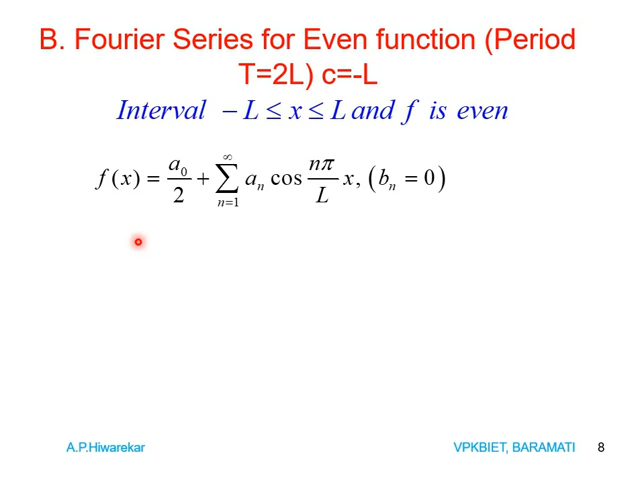 B. Fourier Series for Even function (Period
T=2L) c=-L
Interval − L ≤ x ≤ L and f is even
f(x) = a₀/2 + ∑_{n=1}^{∞} aₙ cos nπ/L x, (bₙ = 0)
A.P.Hiwarekar VPKBIET, BARAMATI 8